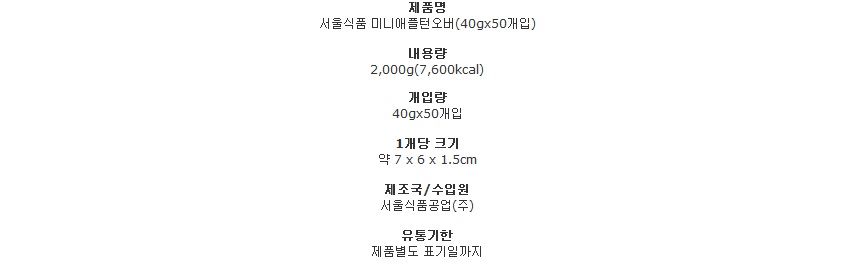 제품명
서울식품 미니애플턴오버(40gx50개입)
내용량
2,000g(7,600kcal)
개입량
40gx50개입
1개당 크기
약 7 x 6 x 1.5cm
제조국/수입원
서울식품공업(주)
유통기한
제품별도 표기일까지